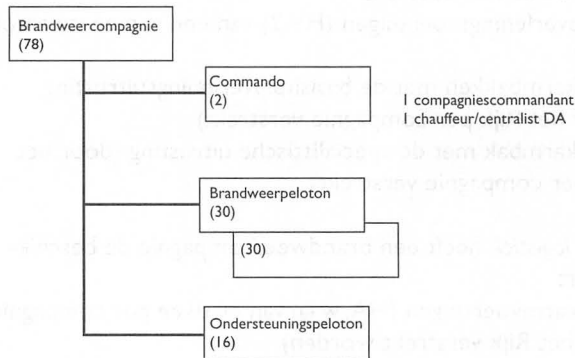 Brandweercompagnie
(78)
Commando
(2)
1 compagniescommandant
1 chauffeur/centralist DA
Brandweerpeloton
(30)
(30)
Ondersteuningspeloton
(16)